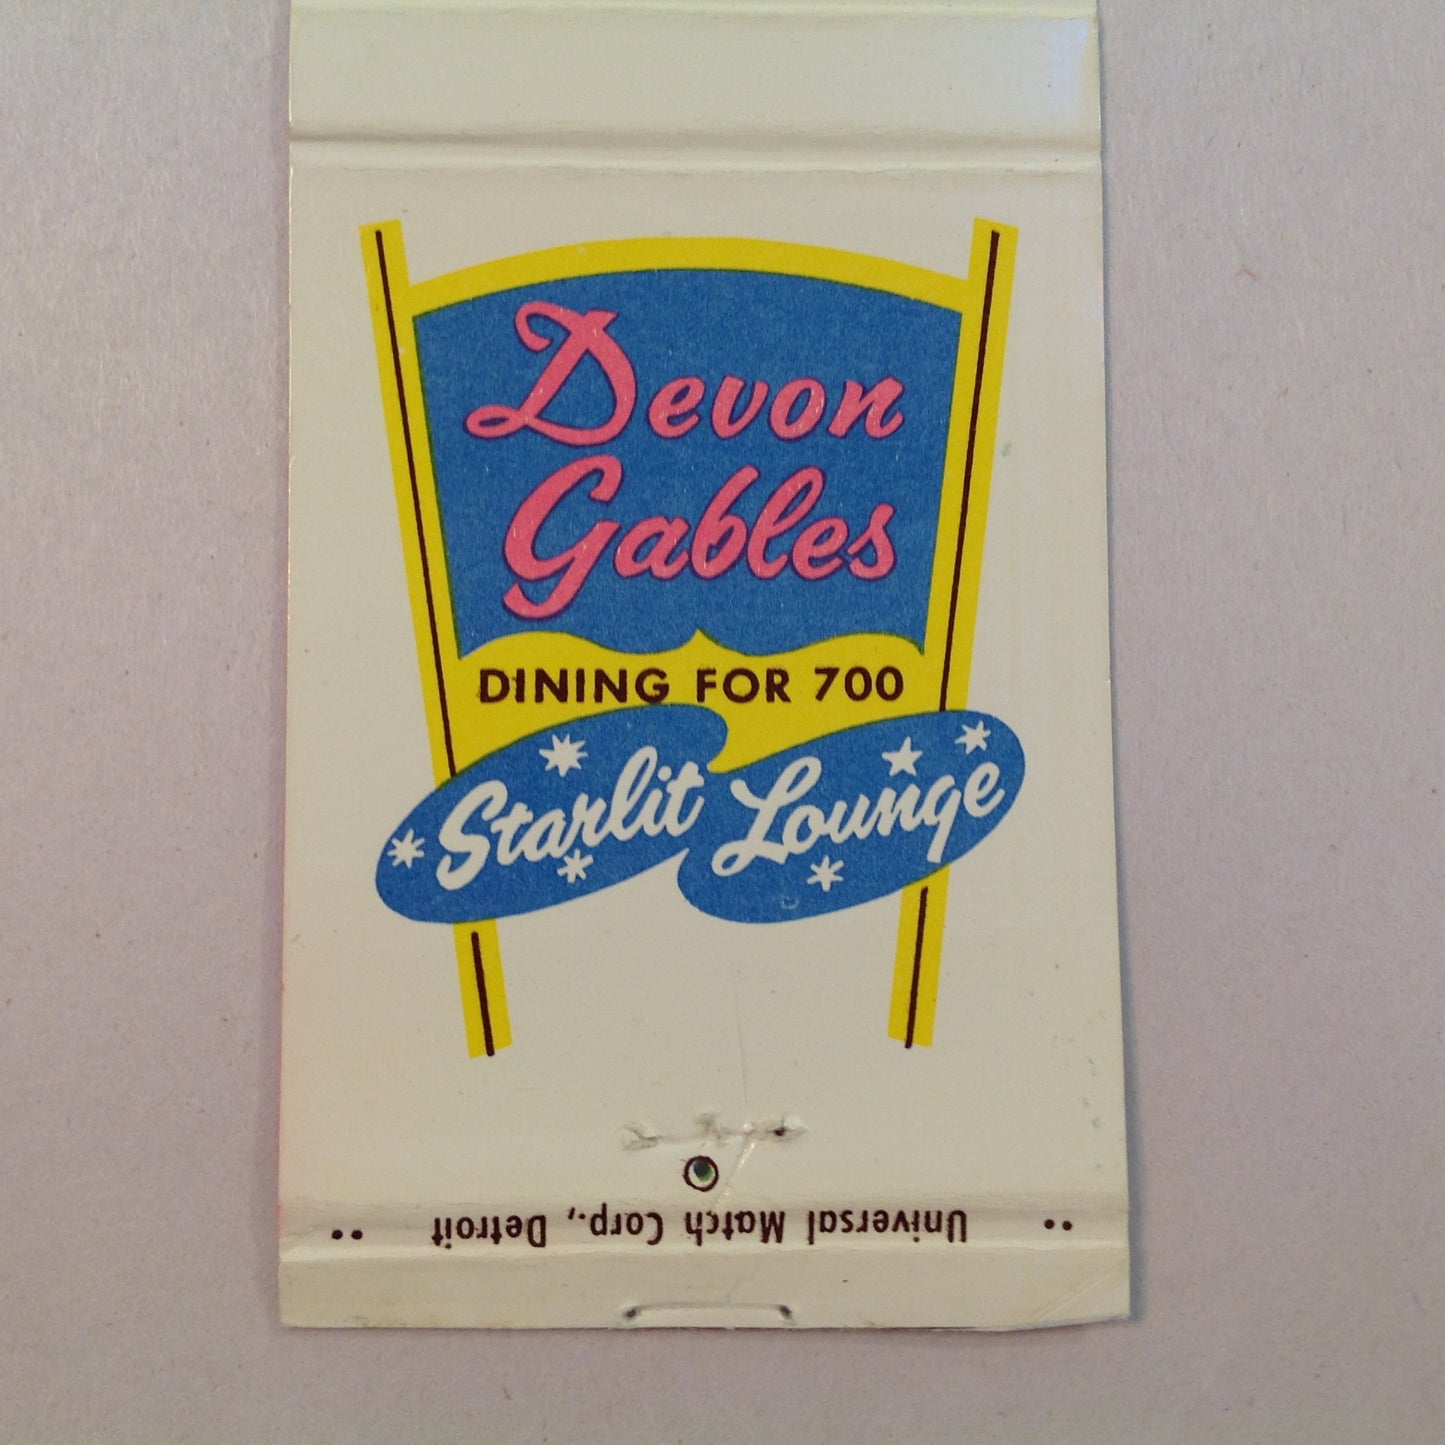 Devon
Gables
DINING FOR 700
Starlit Lounge
Universal Match Corp., Detroit